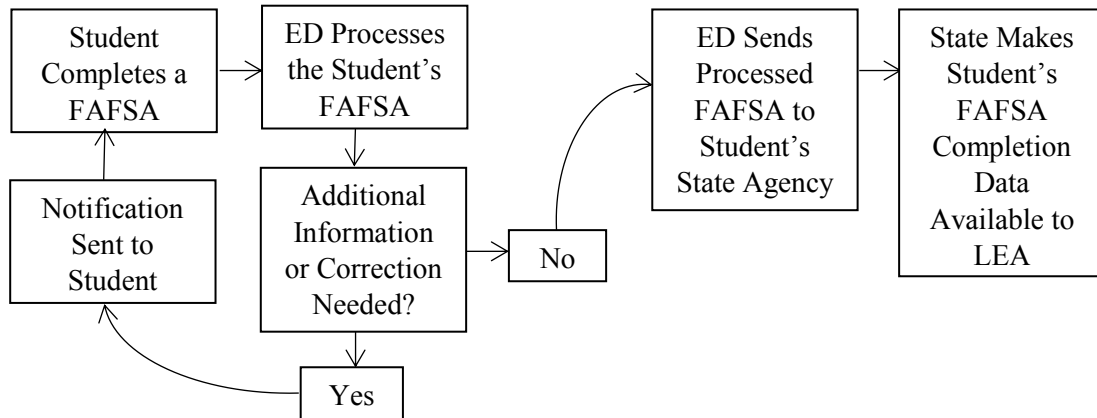 Student
Completes a
FAFSA
ED Processes
the Student’s
FAFSA
Additional
Information
or Correction
Needed?
Yes
Notification
Sent to
Student
No
ED Sends
Processed
FAFSA to
Student’s
State Agency
State Makes
Student’s
FAFSA
Completion
Data
Available to
LEA